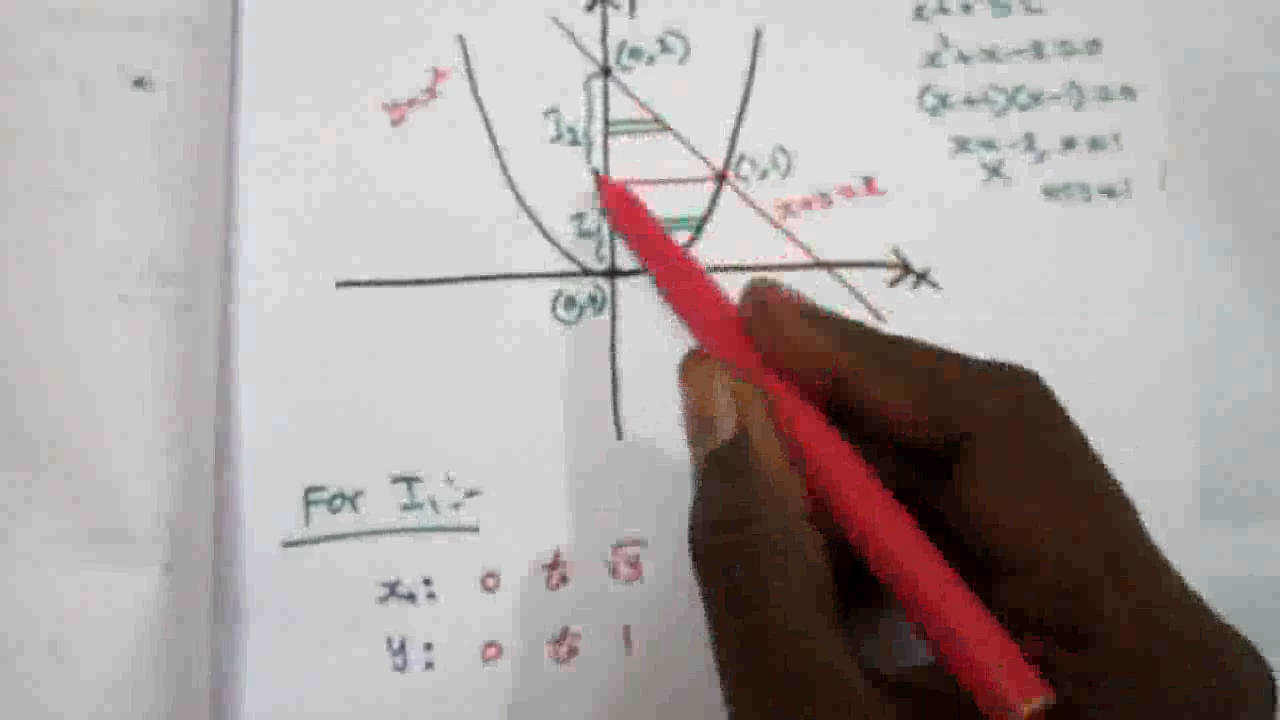 (0,2)
y=x²
I₂
(1,1)
x+y=2
I₁
x
(0,0)
x²+x-2=0
(x+2)(x-1)=0
For I₁:-
x: 0 to √y
y: 0 to 1